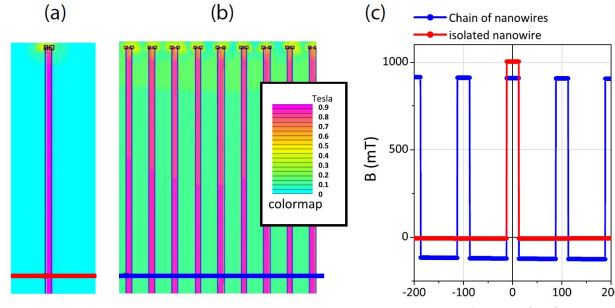 (a)
(b)
(c)
Chain of nanowires
isolated nanowire
Tesla
0.9
0.8
0.7
0.6
0.5
0.4
0.3
0.2
0.1
0
colormap
B (mT)
1000
500
0
-200 -100 0 100 200